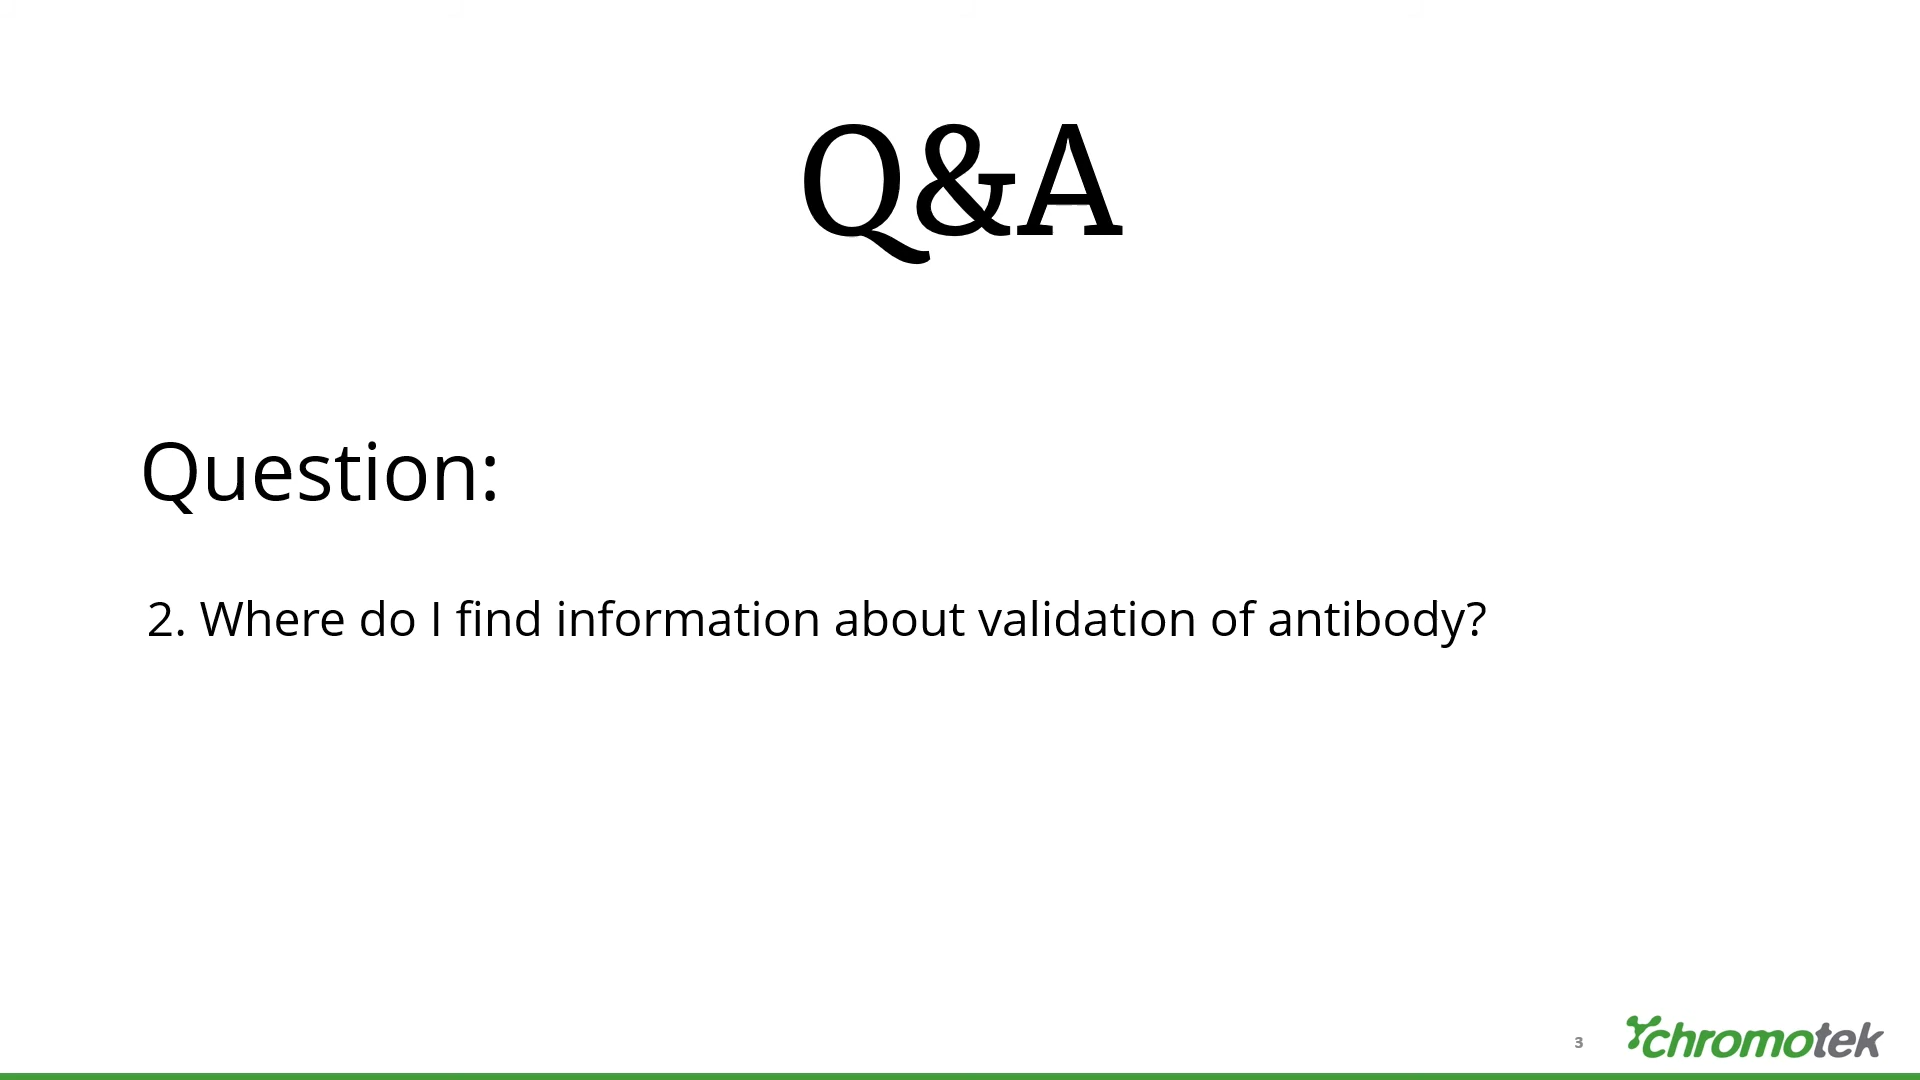 Q&A
Question:
2. Where do I find information about validation of antibody?
3
chromotek